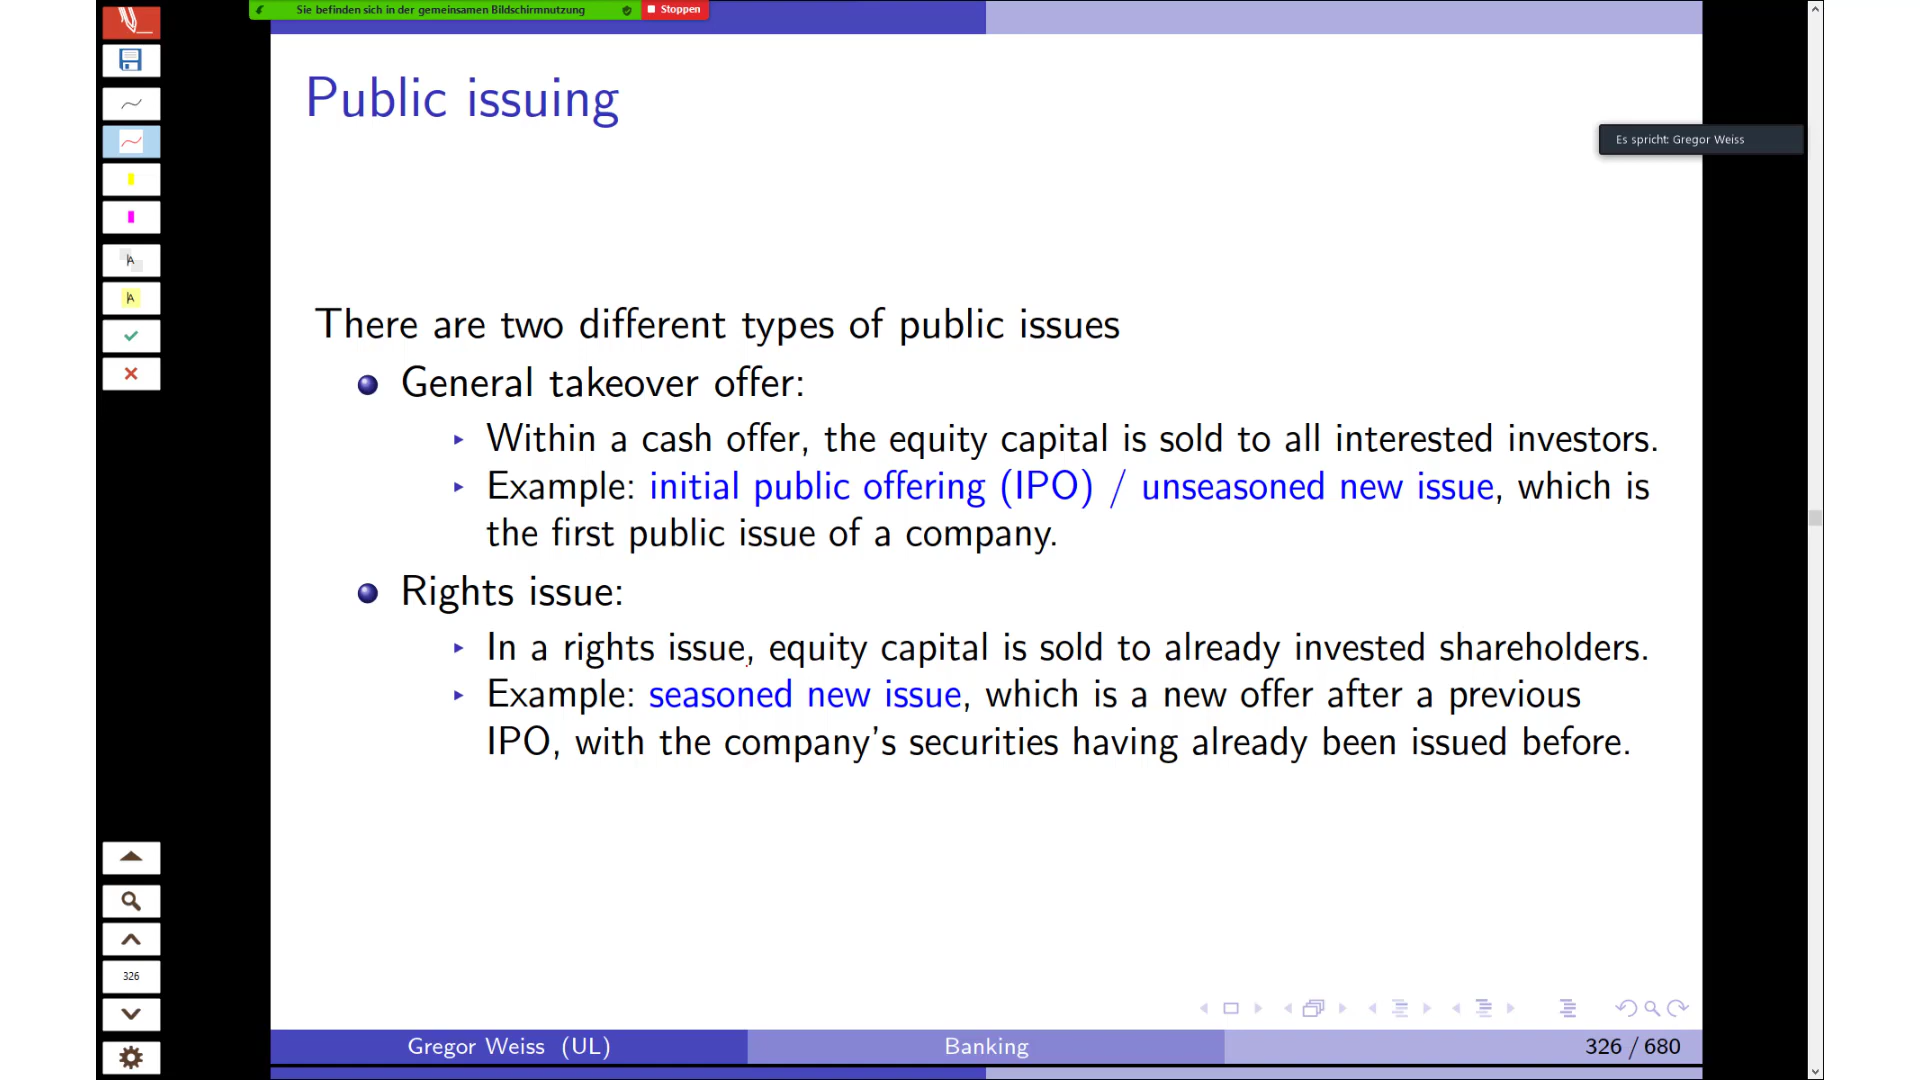 Sie befinden sich in der gemeinsamen Bildschirmnutzung
Stoppen
Public issuing
Es spricht: Gregor Weiss
There are two different types of public issues
General takeover offer:
Within a cash offer, the equity capital is sold to all interested investors.
Example: initial public offering (IPO) / unseasoned new issue, which is
the first public issue of a company.
Rights issue:
In a rights issue, equity capital is sold to already invested shareholders.
Example: seasoned new issue, which is a new offer after a previous
IPO, with the company's securities having already been issued before.
A
A
326
Gregor Weiss (UL)
Banking
326 / 680